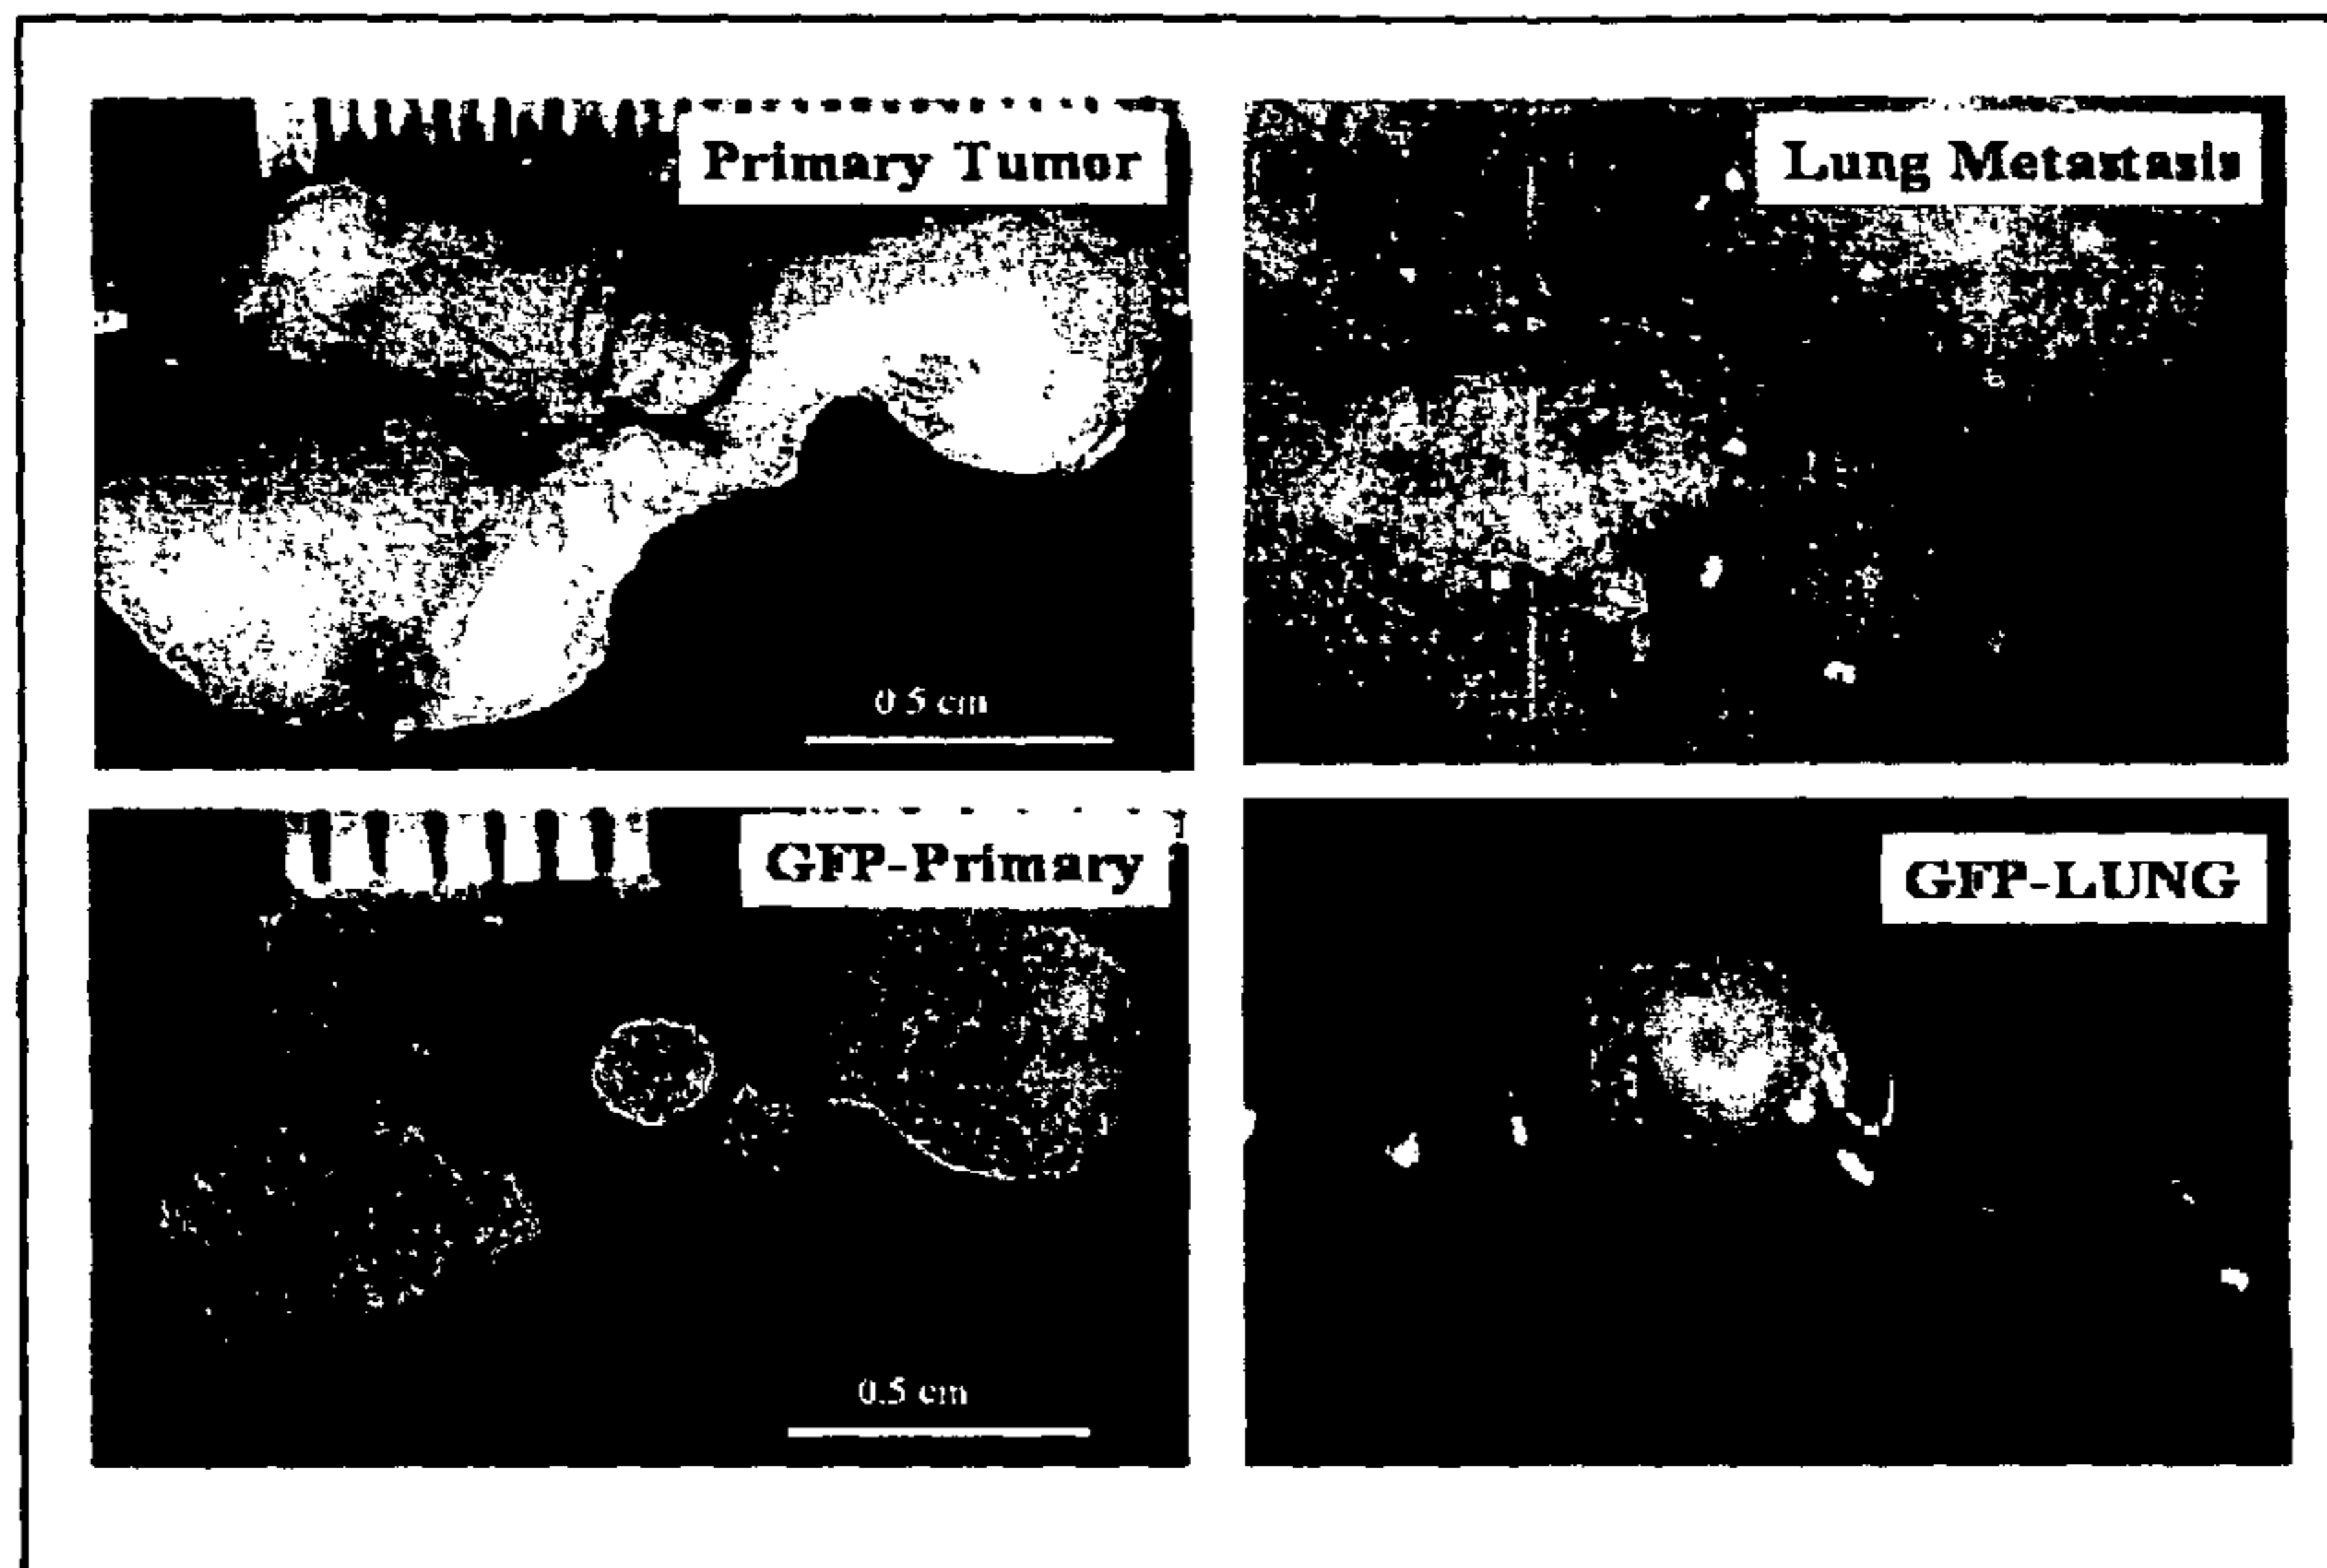 Primary Tumor
Lung Metastasis
0 5 cm
GFP-Primary
GFP-LUNG
0.5 cm